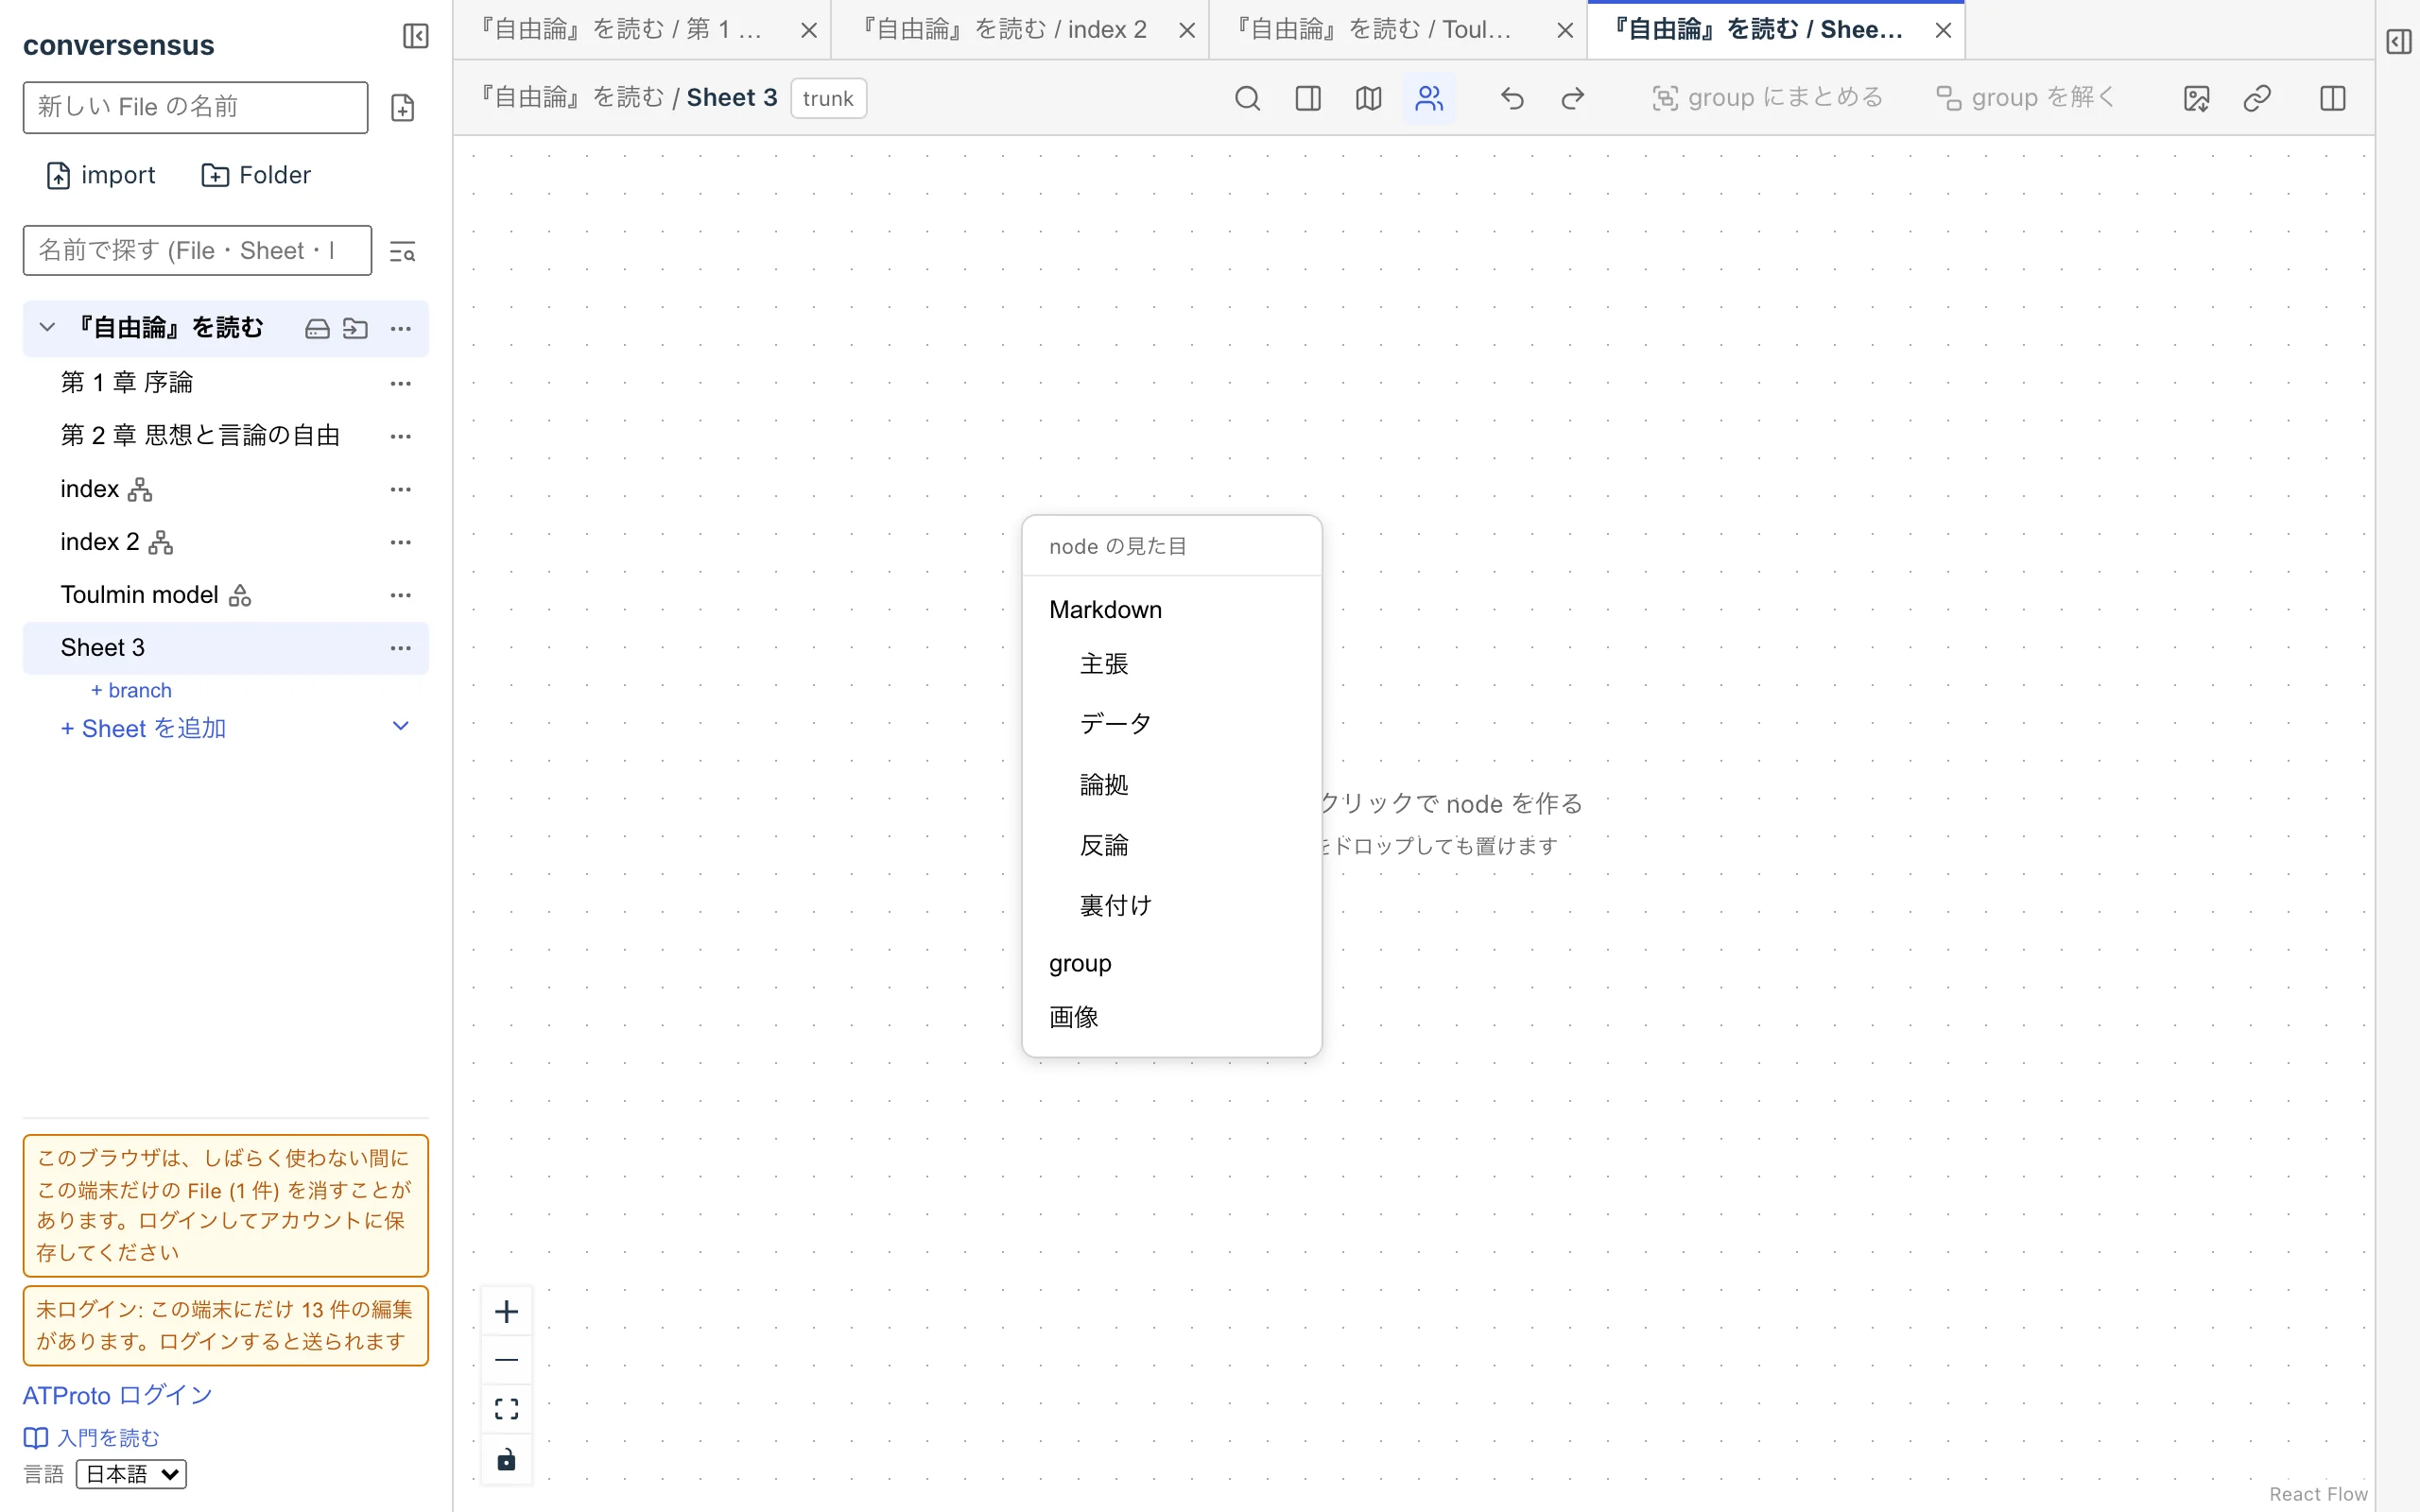 conversensus
新しい File の名前
import
Folder
名前で探す (File・Sheet・
『自由論』を読む
第 1 章 序論
第 2 章 思想と言論の自由
index
index 2
Toulmin model
Sheet 3
+ branch
+ Sheet を追加
このブラウザは、しばらく使わない間に
この端末だけの File (1 件) を消すことが
あります。ログインしてアカウントに保
存してください
未ログイン: この端末にだけ 13 件の編集
があります。ログインすると送られます
ATProto ログイン
入門を読む
言語 日本語
『自由論』を読む / 第 1 …
『自由論』を読む / index 2
『自由論』を読む / Toul…
『自由論』を読む / Shee…
『自由論』を読む / Sheet 3 trunk
group にまとめる
group を解く
node の見た目
Markdown
主張
データ
論拠
反論
裏付け
group
画像
クリックで node を作る
をドロップしても置けます
React Flow